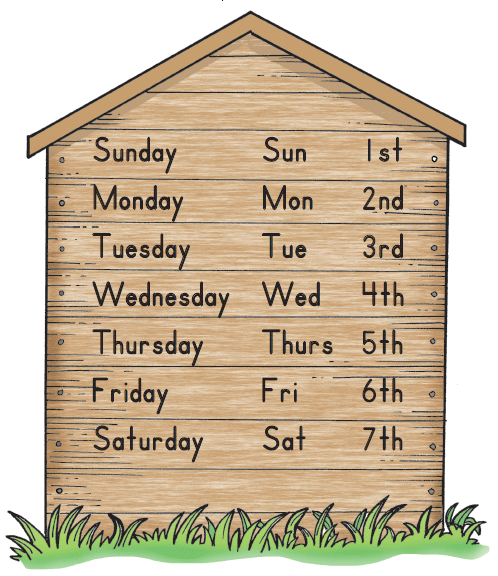 Sunday Sun 1st
Monday Mon 2nd
Tuesday Tue 3rd
Wednesday Wed 4th
Thursday Thurs 5th
Friday Fri 6th
Saturday Sat 7th